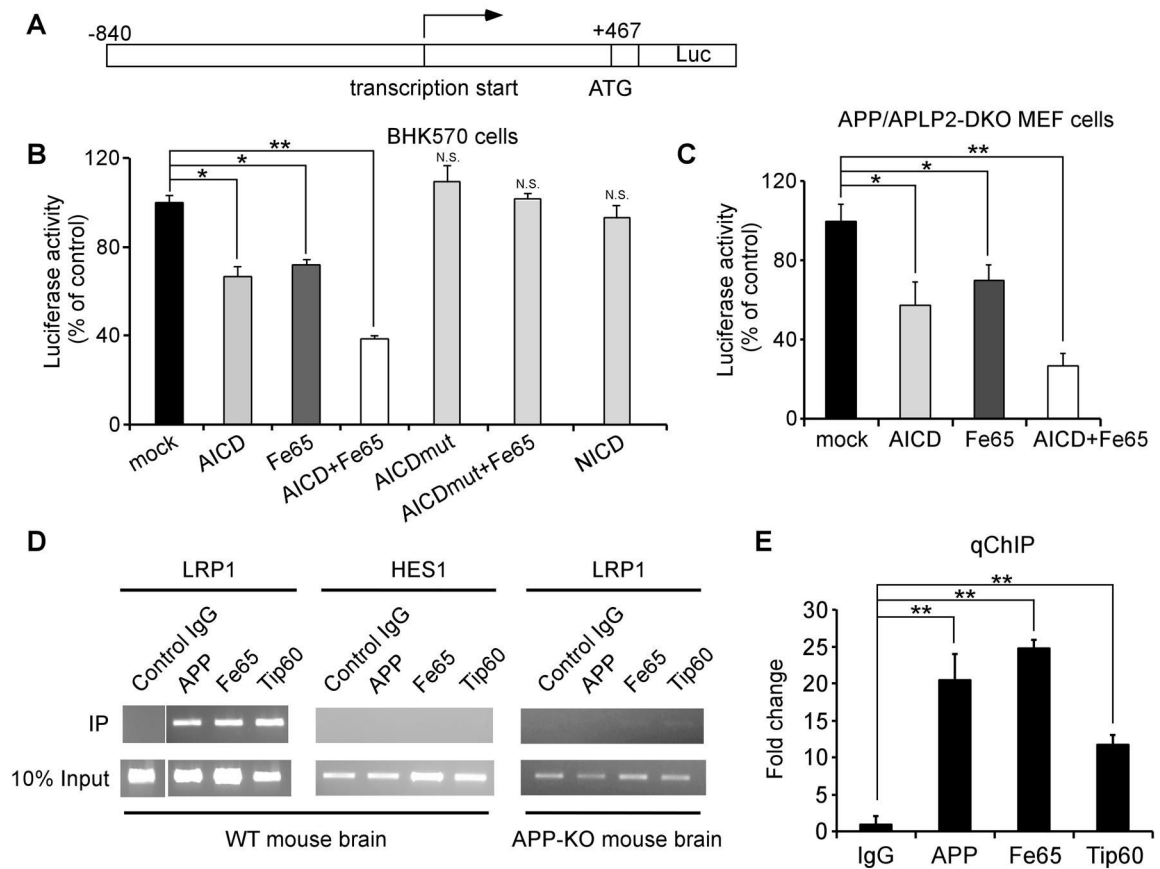 A
-840
+467
Luc
transcription start
ATG
B
BHK570 cells
Luciferase activity
(% of control)
120
80
40
0
*
*
**
N.S.
N.S.
N.S.
mock
AICD
Fe65
AICD+Fe65
AICDmut
AICDmut+Fe65
NICD
C
APP/APLP2-DKO MEF cells
Luciferase activity
(% of control)
120
80
40
0
*
*
**
mock
AICD
Fe65
AICD+Fe65
D
LRP1
HES1
LRP1
Control IgG
APP
Fe65
Tip60
Control IgG
APP
Fe65
Tip60
Control IgG
APP
Fe65
Tip60
IP
10% Input
WT mouse brain
APP-KO mouse brain
E
qChIP
Fold change
30
25
20
15
10
5
0
**
**
**
IgG
APP
Fe65
Tip60